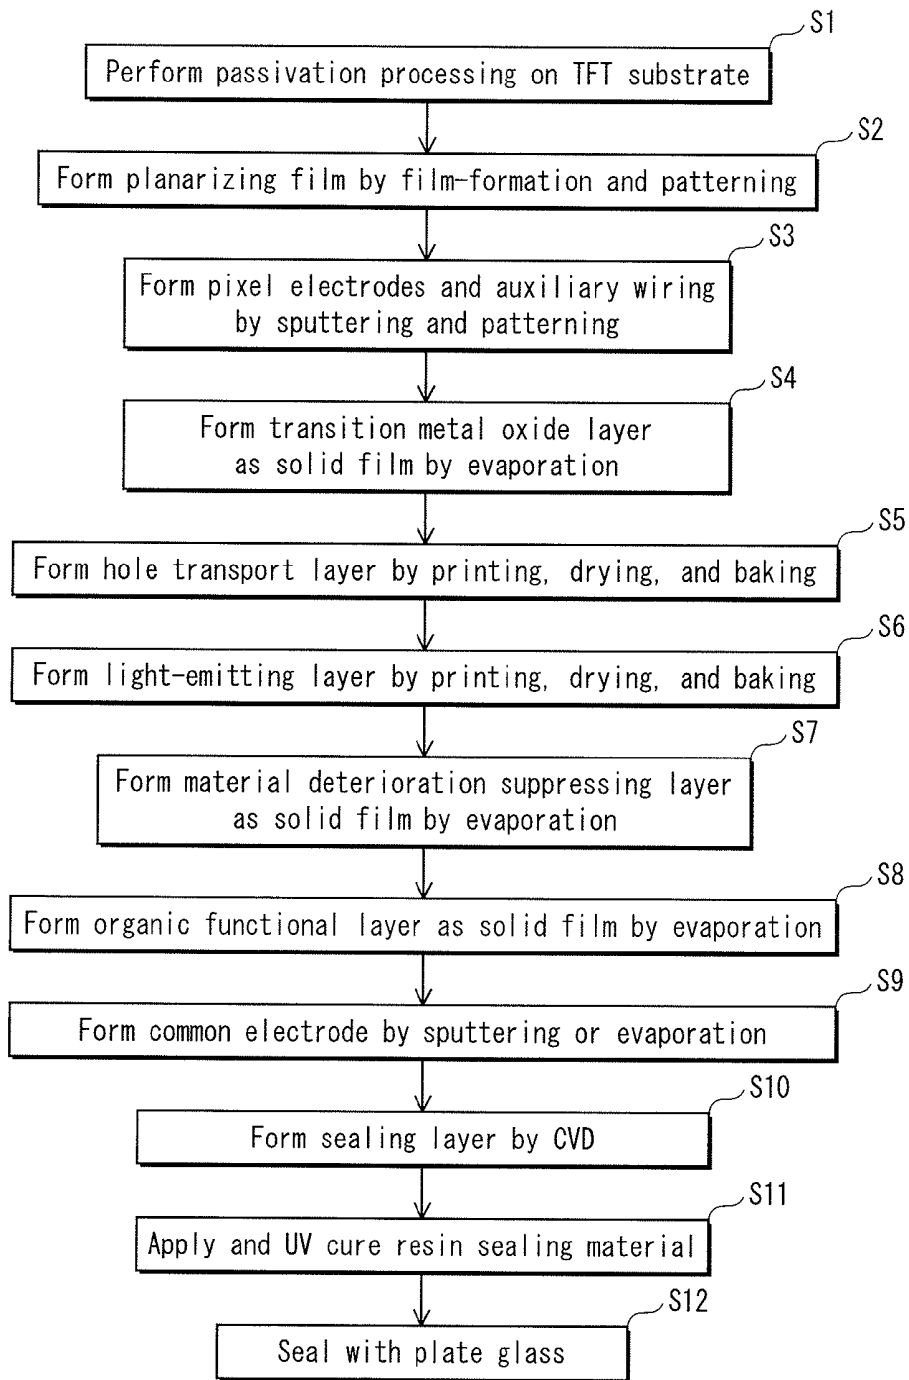 S1
Perform passivation processing on TFT substrate
S2
Form planarizing film by film-formation and patterning
S3
Form pixel electrodes and auxiliary wiring
by sputtering and patterning
S4
Form transition metal oxide layer
as solid film by evaporation
S5
Form hole transport layer by printing, drying, and baking
S6
Form light-emitting layer by printing, drying, and baking
S7
Form material deterioration suppressing layer
as solid film by evaporation
S8
Form organic functional layer as solid film by evaporation
S9
Form common electrode by sputtering or evaporation
S10
Form sealing layer by CVD
S11
Apply and UV cure resin sealing material
S12
Seal with plate glass